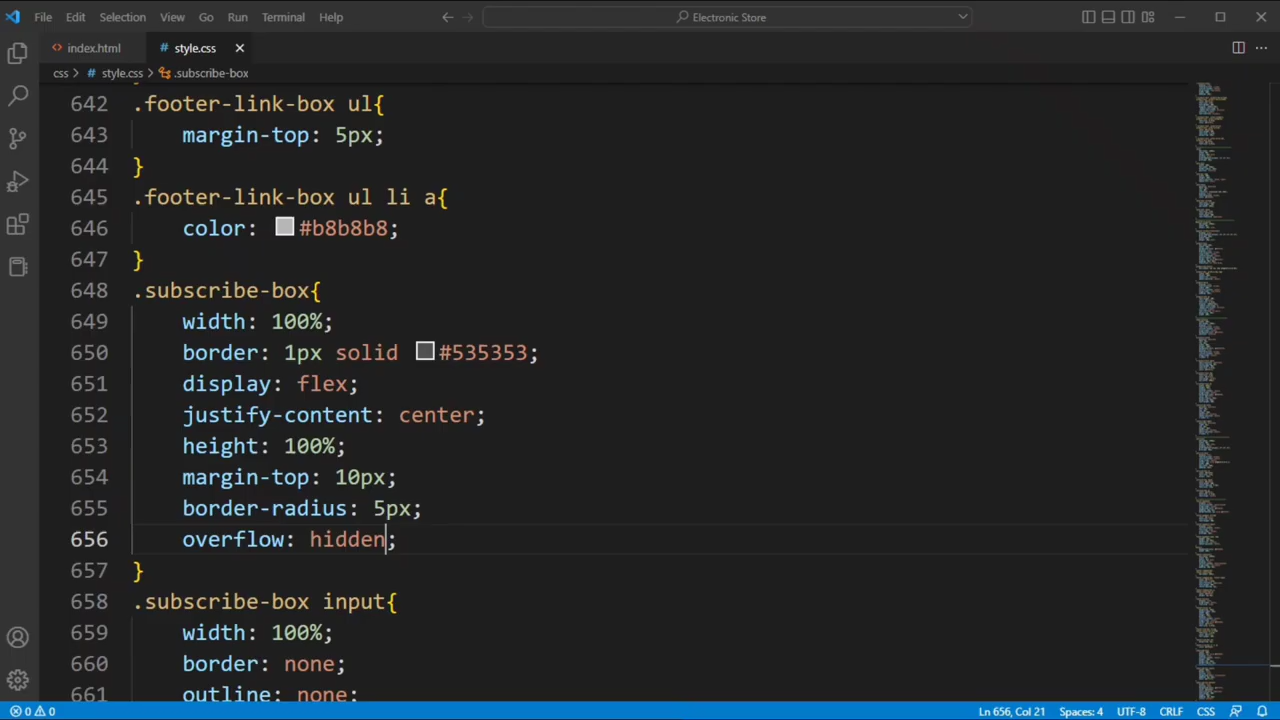 File Edit Selection View Go Run Terminal Help
Electronic Store
index.html # style.css
css > # style.css > .subscribe-box
642 .footer-link-box ul{
643 margin-top: 5px;
644 }
645 .footer-link-box ul li a{
646 color: #b8b8b8;
647 }
648 .subscribe-box{
649 width: 100%;
650 border: 1px solid #535353;
651 display: flex;
652 justify-content: center;
653 height: 100%;
654 margin-top: 10px;
655 border-radius: 5px;
656 overflow: hidden;
657 }
658 .subscribe-box input{
659 width: 100%;
660 border: none;
661 outline: none;
0 0 Ln 656, Col 21 Spaces: 4 UTF-8 CRLF CSS